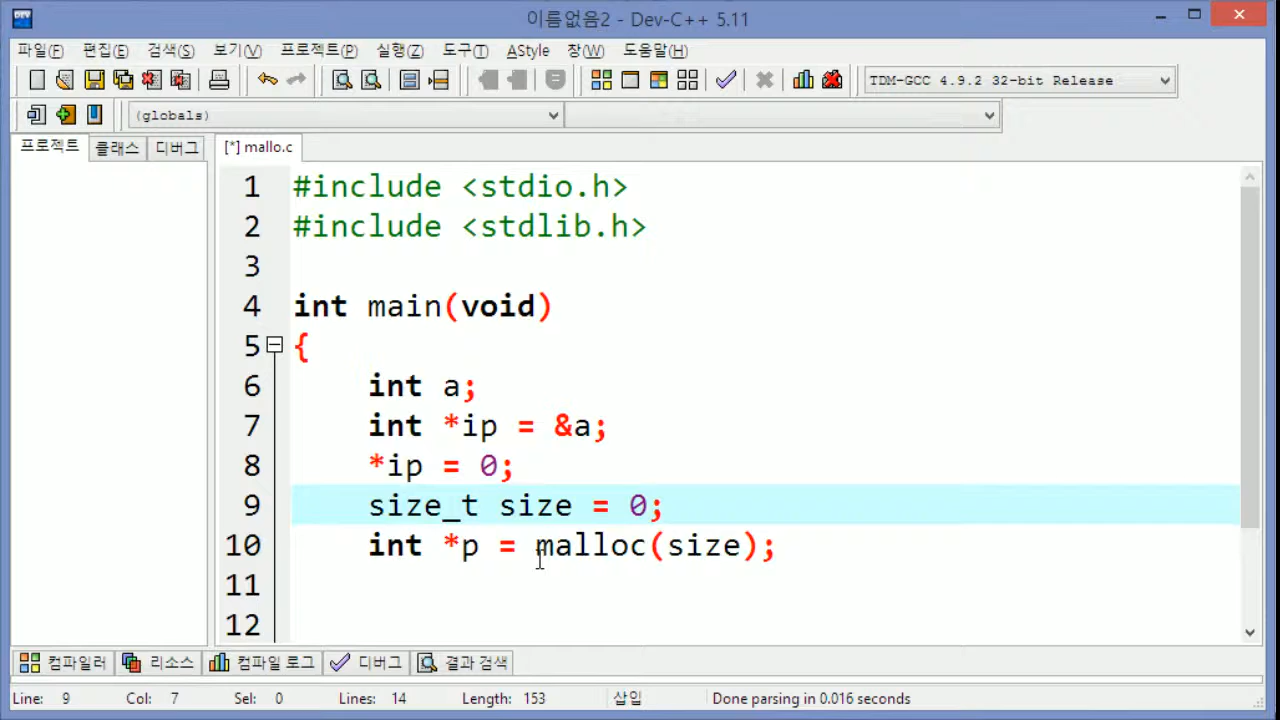 이름없음2 - Dev-C++ 5.11
파일(F) 편집(E) 검색(S) 보기(V) 프로젝트(P) 실행(Z) 도구(T) AStyle 창(W) 도움말(H)
TDM-GCC 4.9.2 32-bit Release
(globals)
프로젝트 클래스 디버그 [*] mallo.c
1 #include <stdio.h>
2 #include <stdlib.h>
3
4 int main(void)
5 {
6 int a;
7 int *ip = &a;
8 *ip = 0;
9 size_t size = 0;
10 int *p = malloc(size);
11
12
컴파일러 리소스 컴파일 로그 디버그 결과 검색
Line: 9 Col: 7 Sel: 0 Lines: 14 Length: 153 삽입 Done parsing in 0.016 seconds